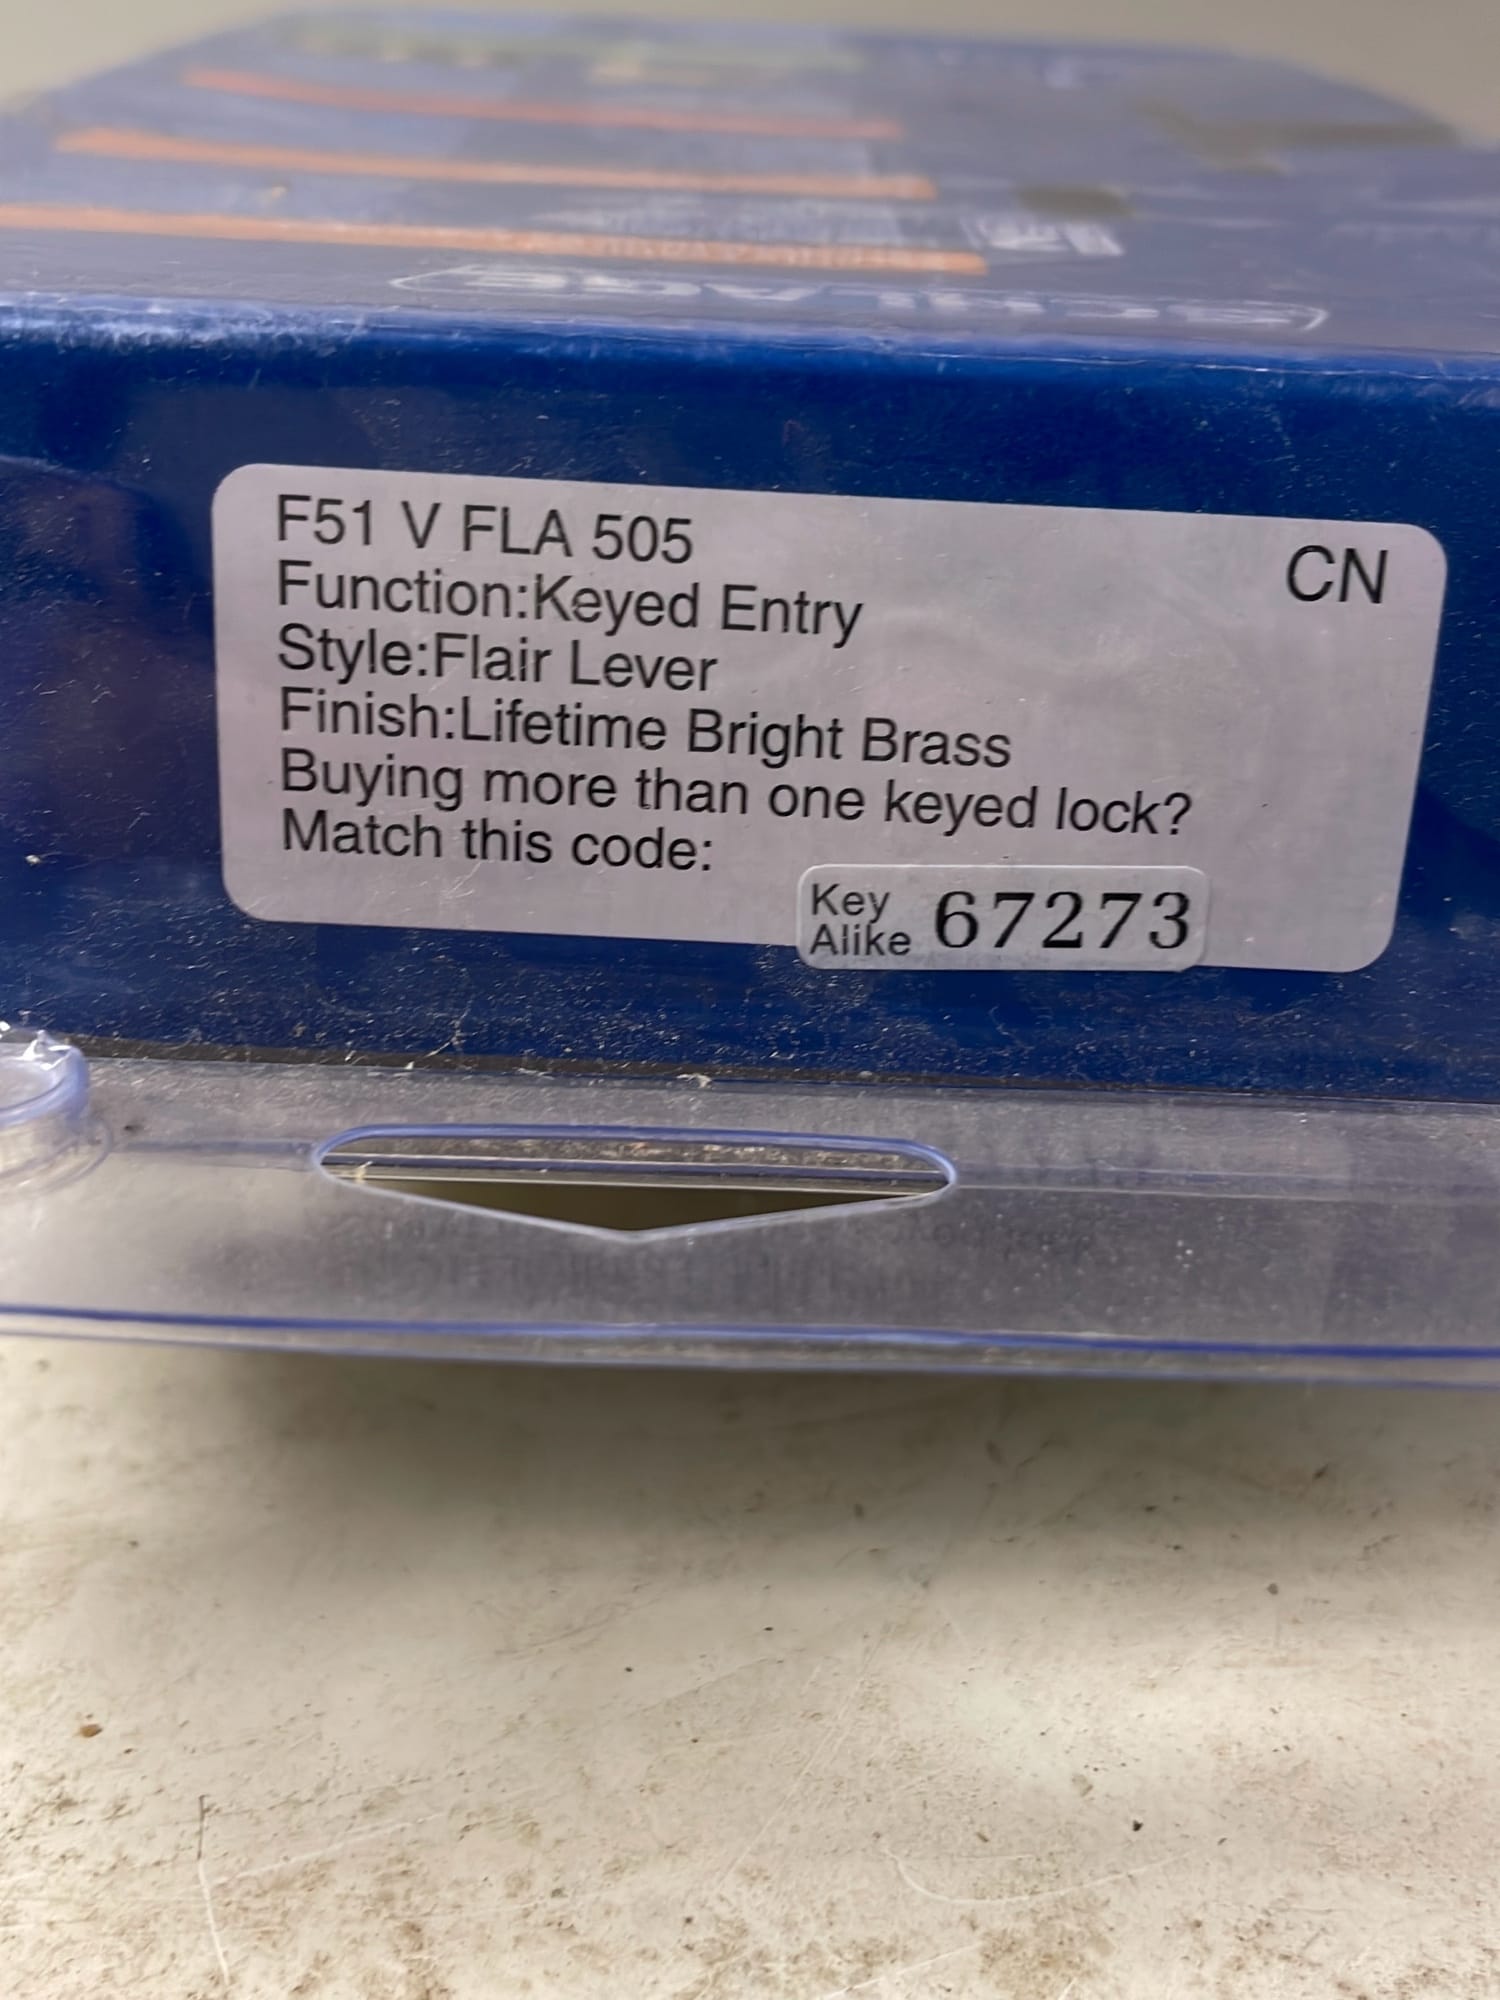 SCHLAGE
F51 V FLA 505
CN
Function:Keyed Entry
Style:Flair Lever
Finish:Lifetime Bright Brass
Buying more than one keyed lock?
Match this code:
Key
Alike 67273